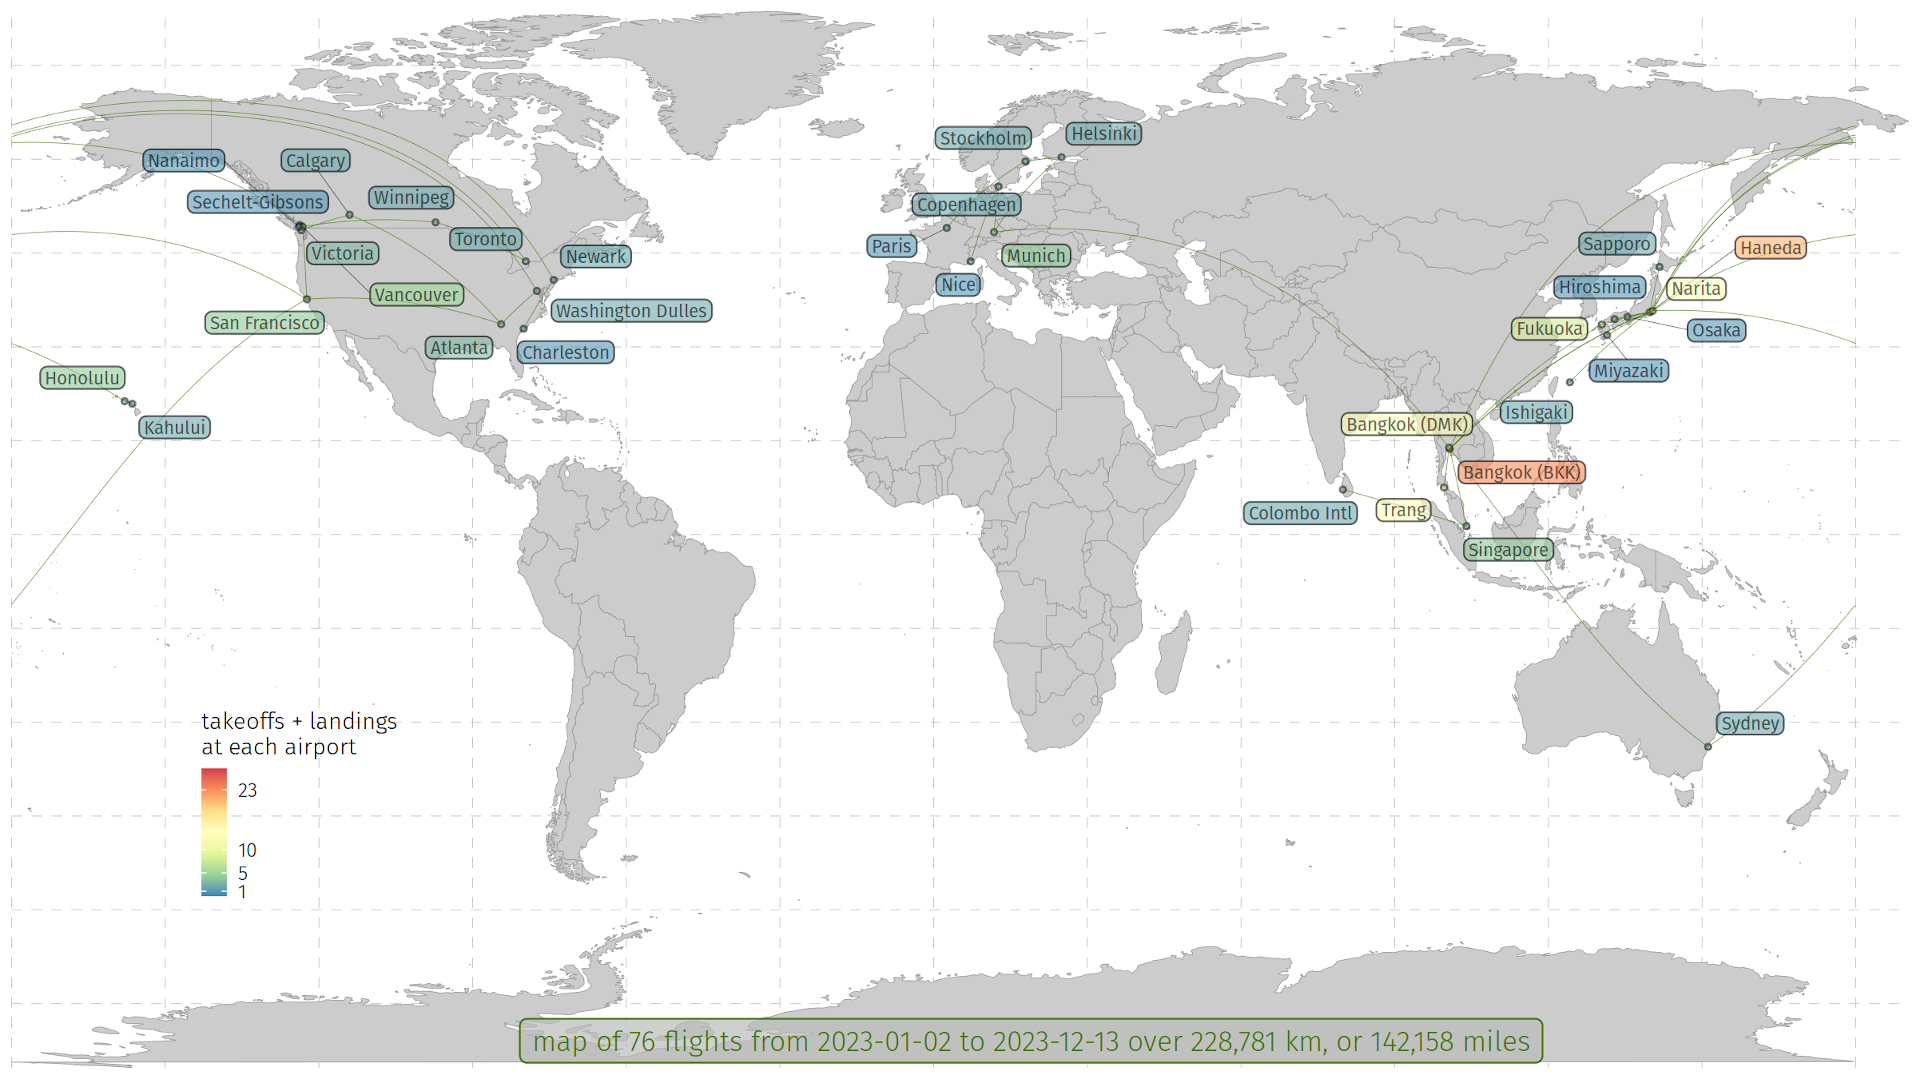 Stockholm
Helsinki
Nanaimo
Calgary
Winnipeg
Sechelt-Gibsons
Copenhagen
Toronto
Victoria
Newark
Paris
Munich
Nice
Sapporo
Haneda
Hiroshima
Narita
Vancouver
San Francisco
Washington Dulles
Fukuoka
Osaka
Atlanta
Charleston
Miyazaki
Honolulu
Kahului
Ishigaki
Bangkok (DMK)
Bangkok (BKK)
Colombo Intl
Trang
Singapore
Sydney
takeoffs + landings
at each airport
23
10
5
1
map of 76 flights from 2023-01-02 to 2023-12-13 over 228,781 km, or 142,158 miles